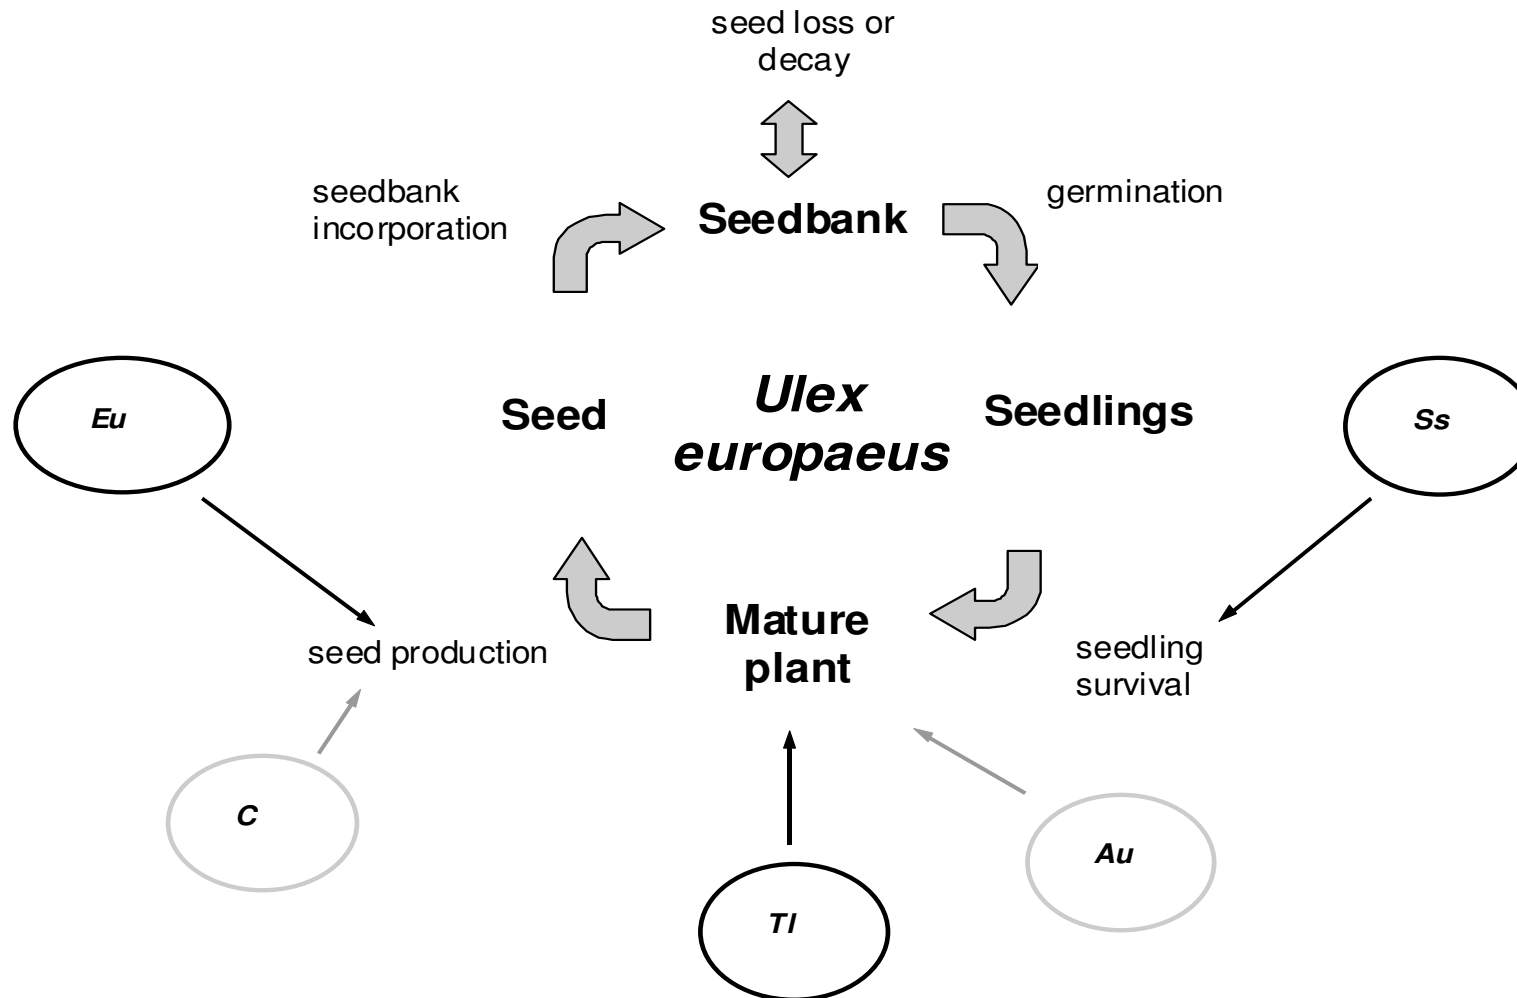 seed loss or
decay
seedbank
incorporation
Seedbank
germination
Eu
Seed
Ulex
europaeus
Seedlings
Ss
seed production
Mature
plant
seedling
survival
C
Tl
Au